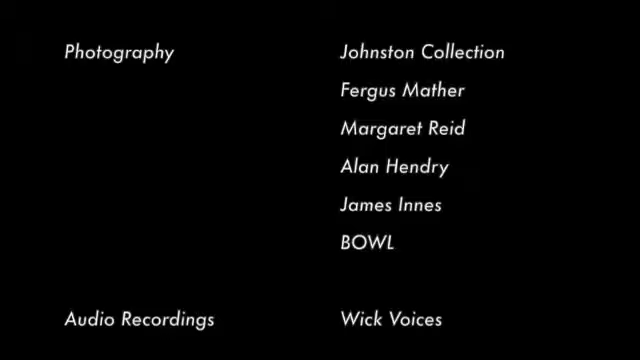 Photography Johnston Collection
Fergus Mather
Margaret Reid
Alan Hendry
James Innes
BOWL
Audio Recordings Wick Voices